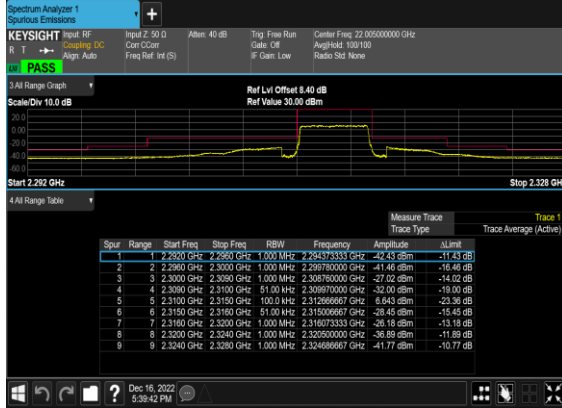 Spectrum Analyzer 1
Spurious Emissions
KEYSIGHT Input: RF Input Z: 50 Ω Atten: 40 dB Trig: Free Run Center Freq: 22.005000000 GHz
R T Coupling: DC Corr CCorr Gate: Off Avg|Hold: 100/100
Align: Auto Freq Ref: Int (S) IF Gain: Low Radio Std: None
PASS
3 All Range Graph
Ref Lvl Offset 8.40 dB
Scale/Div 10.0 dB Ref Value 30.00 dBm
20.0
0.00
-20.0
-40.0
-60.0
Start 2.292 GHz Stop 2.328 GH
4 All Range Table
Measure Trace Trace 1
Trace Type Trace Average (Active)
Spur Range Start Freq Stop Freq RBW Frequency Amplitude ΔLimit
1 1 2.2920 GHz 2.2960 GHz 1.000 MHz 2.294373333 GHz -42.43 dBm -11.43 dB
2 2 2.2960 GHz 2.3000 GHz 1.000 MHz 2.299780000 GHz -41.46 dBm -16.46 dB
3 3 2.3000 GHz 2.3090 GHz 1.000 MHz 2.308760000 GHz -27.02 dBm -14.02 dB
4 4 2.3090 GHz 2.3100 GHz 51.00 kHz 2.309970000 GHz -32.00 dBm -19.00 dB
5 5 2.3100 GHz 2.3150 GHz 100.0 kHz 2.312666667 GHz 6.643 dBm -23.36 dB
6 6 2.3150 GHz 2.3160 GHz 51.00 kHz 2.315006667 GHz -28.45 dBm -15.45 dB
7 7 2.3160 GHz 2.3200 GHz 1.000 MHz 2.316073333 GHz -26.18 dBm -13.18 dB
8 8 2.3200 GHz 2.3240 GHz 1.000 MHz 2.320500000 GHz -36.89 dBm -11.89 dB
9 9 2.3240 GHz 2.3280 GHz 1.000 MHz 2.324686667 GHz -41.77 dBm -10.77 dB
Dec 16, 2022
5:39:42 PM